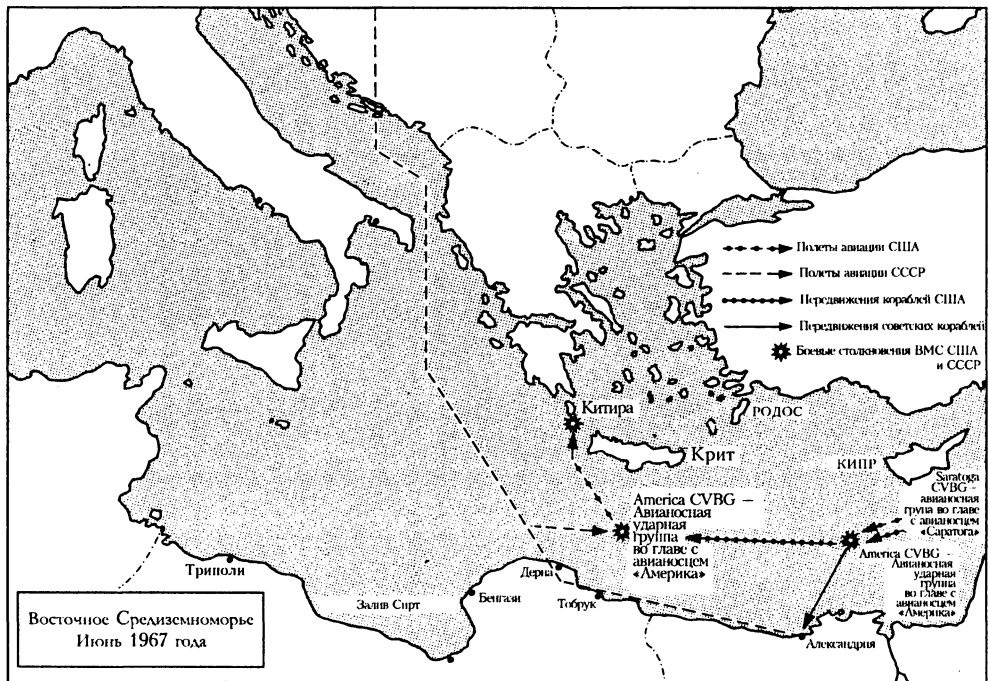 Полеты авиации США
Полеты авиации СССР
Передвижения кораблей США
Передвижения советских кораблей
Боевые столкновения ВМС США
и СССР
Китира
РОДОС
Крит
КИПР
Saratoga
CVBG –
авианосная
група во главе
с авианосцем
«Саратога»
America CVBG –
Авианосная
ударная
группа
во главе с
авианосцем
«Америка»
America CVBG –
Авианосная
ударная
группа
во главе с
авианосцем
«Америка»
Триполи
Дерна
Бенгази
Тобрук
Залив Сирт
Александрия
Восточное Средиземноморье
Июнь 1967 года